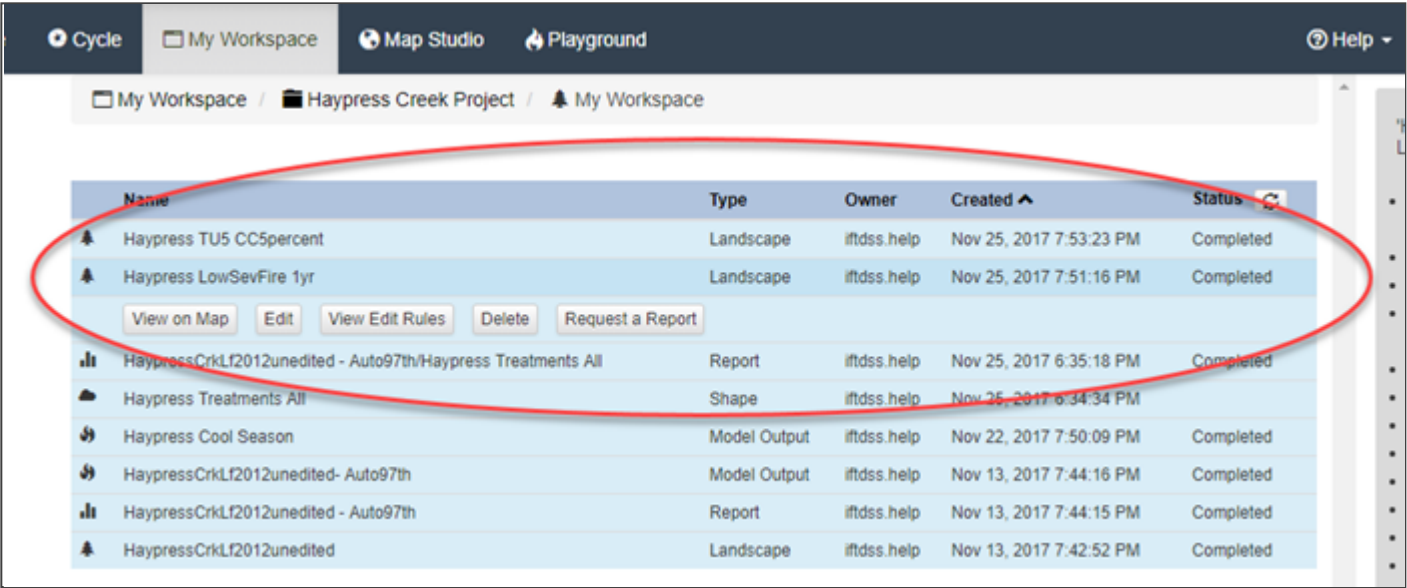 Cycle My Workspace Map Studio Playground Help
My Workspace / Haypress Creek Project / My Workspace
Name Type Owner Created Status
Haypress TU5 CC5percent Landscape iftdss.help Nov 25, 2017 7:53:23 PM Completed
Haypress LowSevFire 1yr Landscape iftdss.help Nov 25, 2017 7:51:16 PM Completed
View on Map Edit View Edit Rules Delete Request a Report
HaypressCrkLf2012unedited - Auto97th/Haypress Treatments All Report iftdss.help Nov 25, 2017 6:35:18 PM Completed
Haypress Treatments All Shape iftdss.help Nov 25, 2017 6:34:34 PM
Haypress Cool Season Model Output iftdss.help Nov 22, 2017 7:50:09 PM Completed
HaypressCrkLf2012unedited- Auto97th Model Output iftdss.help Nov 13, 2017 7:44:16 PM Completed
HaypressCrkLf2012unedited - Auto97th Report iftdss.help Nov 13, 2017 7:44:15 PM Completed
HaypressCrkLf2012unedited Landscape iftdss.help Nov 13, 2017 7:42:52 PM Completed